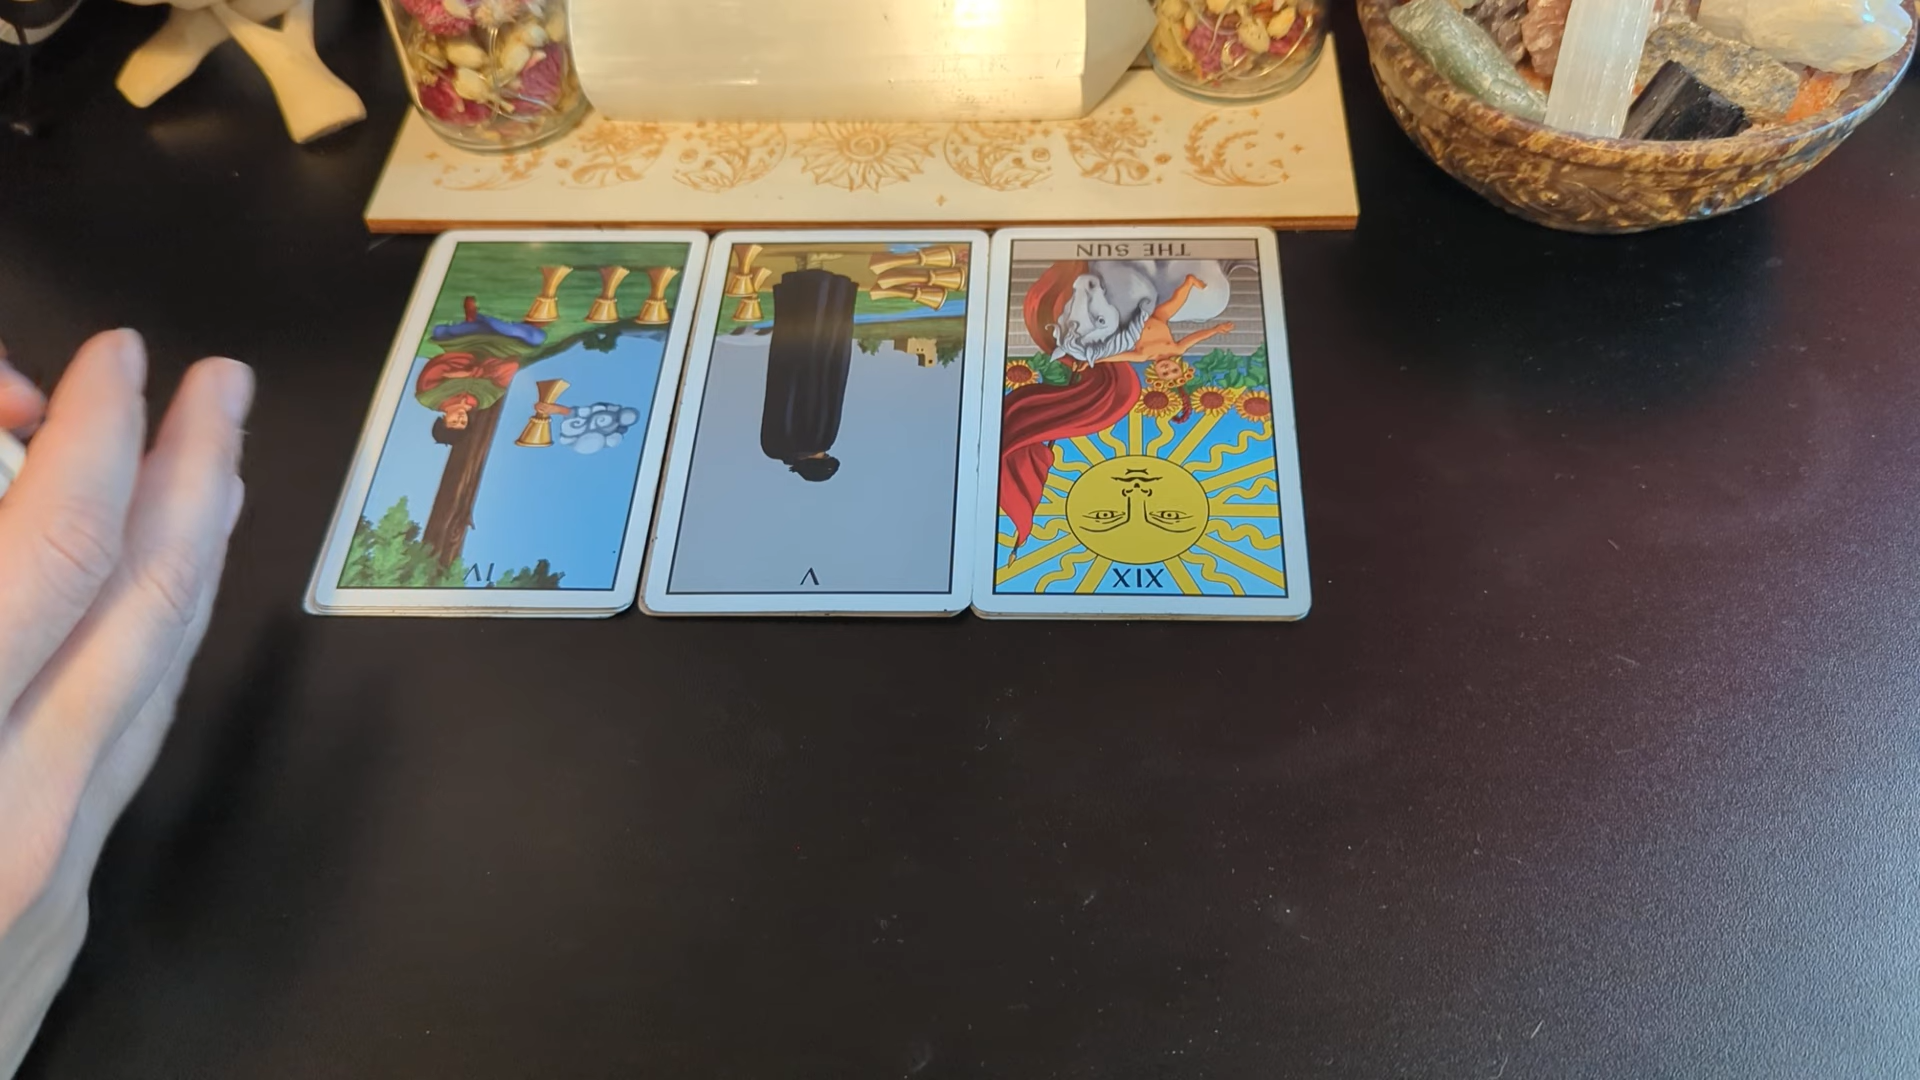 THE SUN
IV
V
XIX